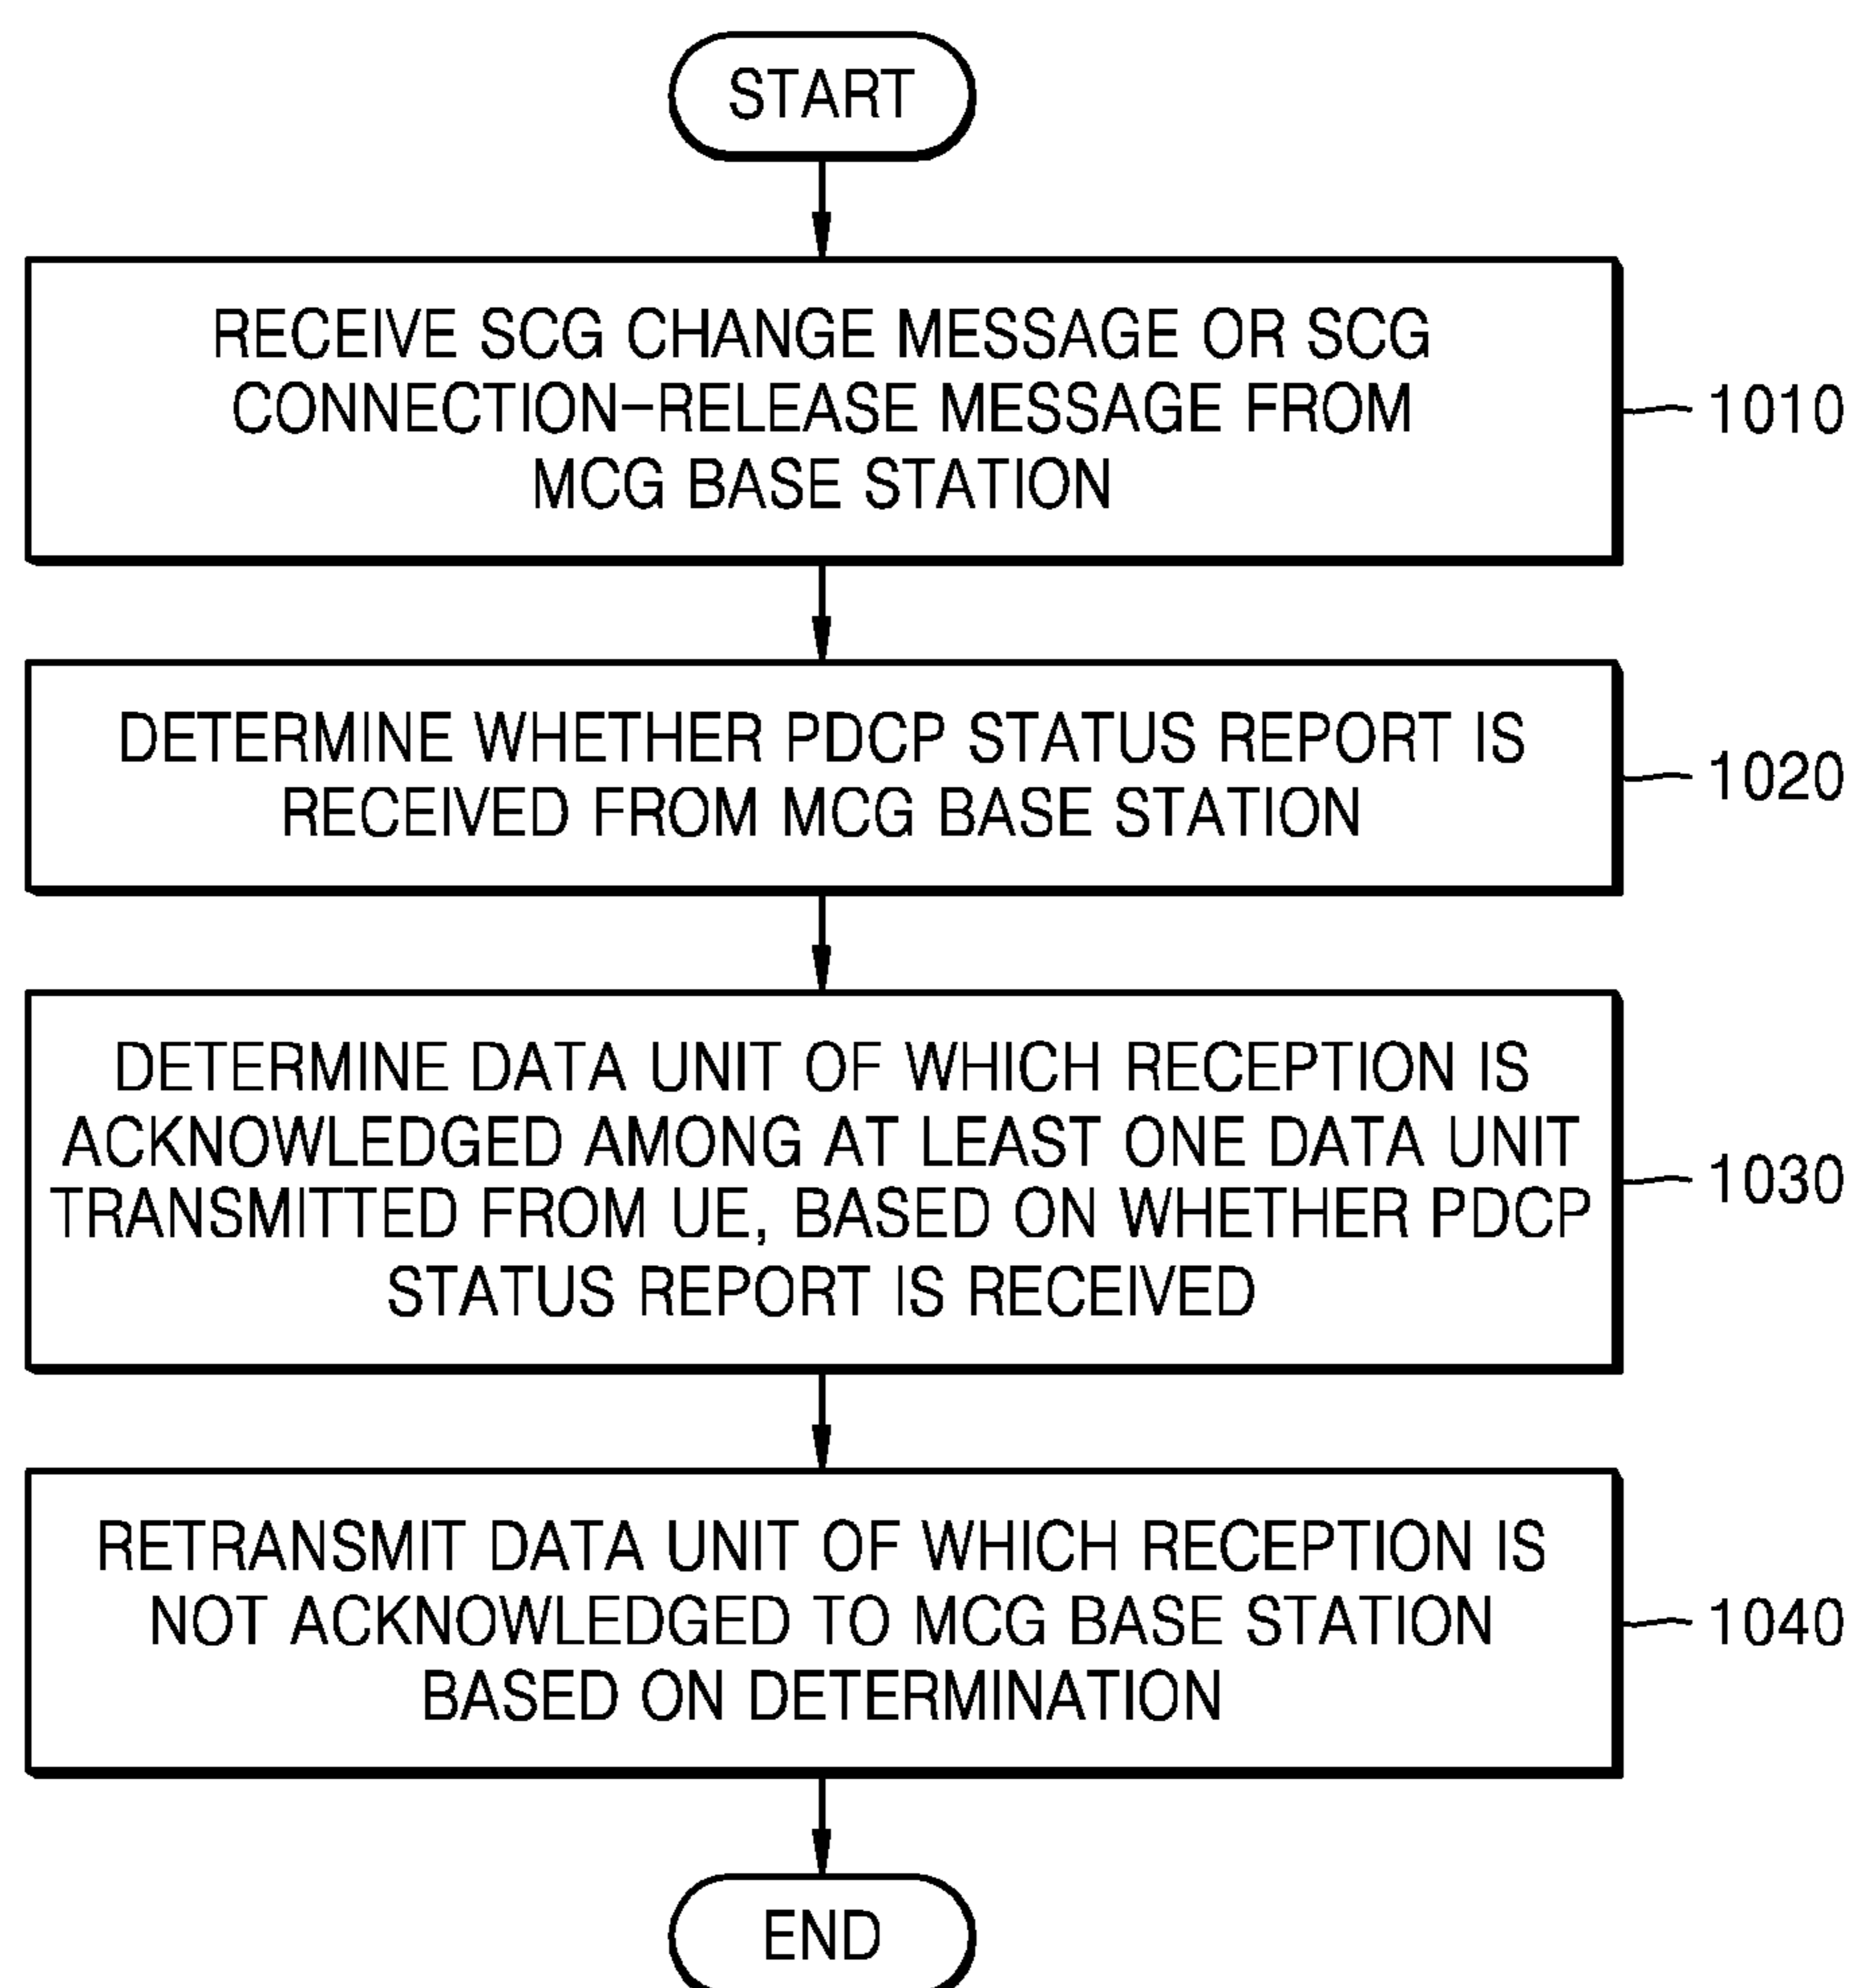 START
RECEIVE SCG CHANGE MESSAGE OR SCG
CONNECTION-RELEASE MESSAGE FROM
MCG BASE STATION
1010
DETERMINE WHETHER PDCP STATUS REPORT IS
RECEIVED FROM MCG BASE STATION
1020
DETERMINE DATA UNIT OF WHICH RECEPTION IS
ACKNOWLEDGED AMONG AT LEAST ONE DATA UNIT
TRANSMITTED FROM UE, BASED ON WHETHER PDCP
STATUS REPORT IS RECEIVED
1030
RETRANSMIT DATA UNIT OF WHICH RECEPTION IS
NOT ACKNOWLEDGED TO MCG BASE STATION
BASED ON DETERMINATION
1040
END